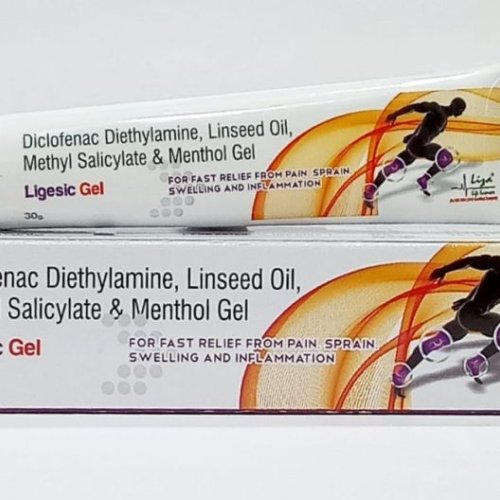 Diclofenac Diethylamine, Linseed Oil,
Methyl Salicylate & Menthol Gel
Ligesic Gel
FOR FAST RELIEF FROM PAIN, SPRAIN,
SWELLING AND INFLAMMATION
30g
Liza
enac Diethylamine, Linseed Oil,
Salicylate & Menthol Gel
c Gel
FOR FAST RELIEF FROM PAIN, SPRAIN,
SWELLING AND INFLAMMATION